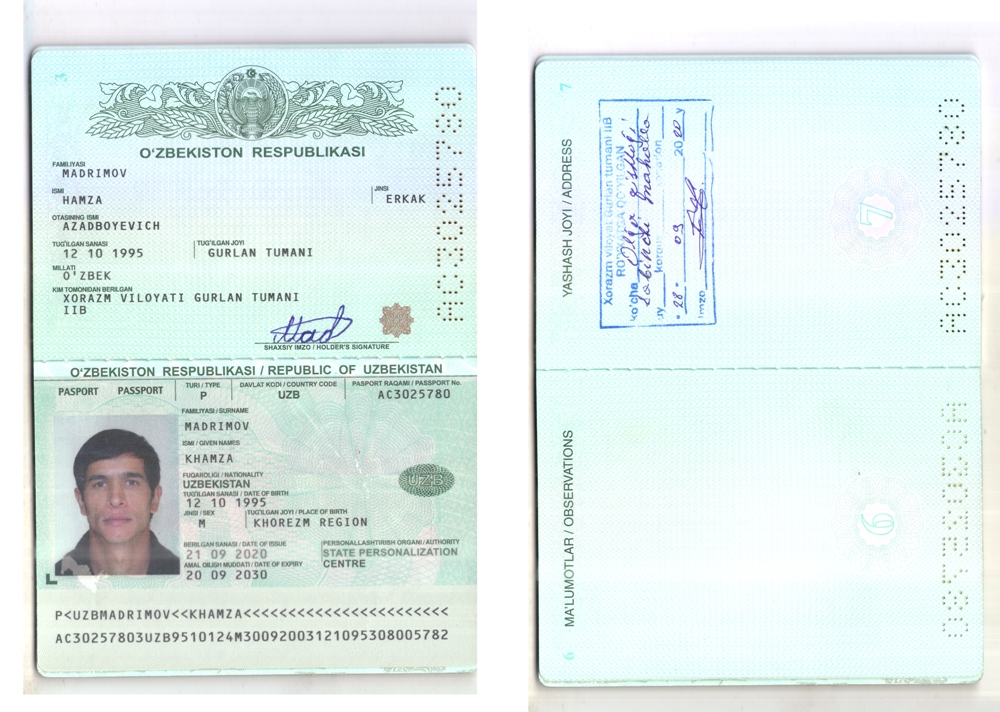 3
O‘ZBEKISTON RESPUBLIKASI
FAMILIYASI
MADRIMOV
ISMI
HAMZA
JINSI
ERKAK
OTASINING ISMI
AZADBOYEVICH
TUG‘ILGAN SANASI
12 10 1995
TUG‘ILGAN JOYI
GURLAN TUMANI
MILLATI
O'ZBEK
KIM TOMONIDAN BERILGAN
XORAZM VILOYATI GURLAN TUMANI
IIB
SHAXSIY IMZO / HOLDER'S SIGNATURE
AC3025780
O‘ZBEKISTON RESPUBLIKASI / REPUBLIC OF UZBEKISTAN
PASPORT PASSPORT
TURI / TYPE
P
DAVLAT KODI / COUNTRY CODE
UZB
PASPORT RAQAMI / PASSPORT No.
AC3025780
FAMILIYASI / SURNAME
MADRIMOV
ISMI / GIVEN NAMES
KHAMZA
FUQAROLIGI / NATIONALITY
UZBEKISTAN
TUG‘ILGAN SANASI / DATE OF BIRTH
12 10 1995
JINSI / SEX
M
TUG‘ILGAN JOYI / PLACE OF BIRTH
KHOREZM REGION
BERILGAN SANASI / DATE OF ISSUE
21 09 2020
AMAL QILISH MUDDATI / DATE OF EXPIRY
20 09 2030
PERSONALLASHTIRISH ORGANI / AUTHORITY
STATE PERSONALIZATION
CENTRE
UZB
P<UZBMADRIMOV<<KHAMZA<<<<<<<<<<<<<<<<<<<<<<<
AC30257803UZB9510124M30092003121095308005782
7
YASHASH JOYI / ADDRESS
Xorazm viloyat Gurlan tumani IIB
RO‘YXATGA QO‘YILGAN
ko'cha
mahalla
uy korpus xonadon
"28" 09 2020 y
Imzo
7
AC3025780
MA'LUMOTLAR / OBSERVATIONS
6
6
AC3025780